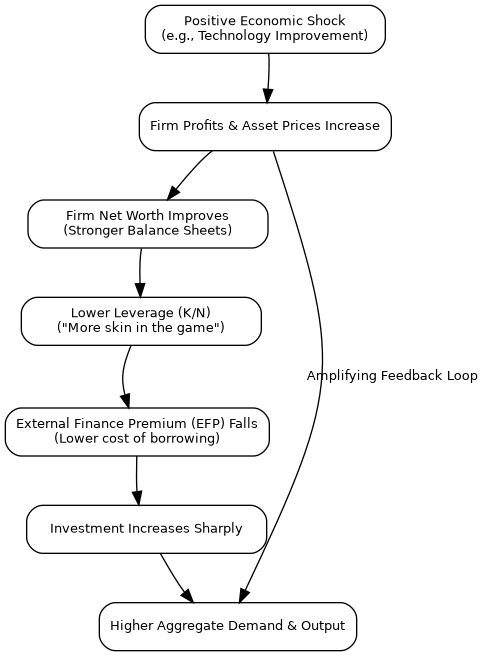 Positive Economic Shock
(e.g., Technology Improvement)
Firm Profits & Asset Prices Increase
Firm Net Worth Improves
(Stronger Balance Sheets)
Lower Leverage (K/N)
("More skin in the game")
Amplifying Feedback Loop
External Finance Premium (EFP) Falls
(Lower cost of borrowing)
Investment Increases Sharply
Higher Aggregate Demand & Output